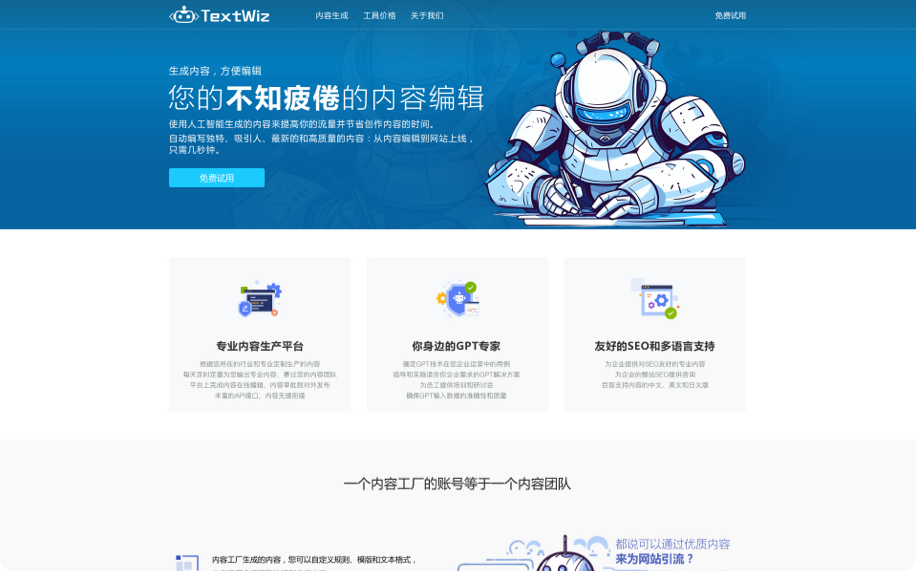 TextWiz
内容生成 工具价格 关于我们 免费试用
生成内容，方便编辑
您的不知疲倦的内容编辑
使用人工智能生成的内容来提高你的流量并节省创作内容的时间。
自动编写独特、吸引人、最新的和高质量的内容：从内容编辑到网站上线，
只需几秒钟。
免费试用
专业内容生产平台
根据您所在的行业和专业定制生产的内容
每天定时定量为您输出专业内容，赛过您的内容团队
平台上完成内容在线编辑、内容审批到对外发布
丰富的API接口，内容无缝衔接
你身边的GPT专家
确定GPT技术在您企业运营中的用例
指导和实施适合你企业需求的GPT解决方案
为员工提供培训和研讨会
确保GPT输入数据的准确性和质量
友好的SEO和多语言支持
为企业提供对SEO友好的专业内容
为企业的整站SEO提供咨询
目前支持内容的中文、英文和日文版
一个内容工厂的账号等于一个内容团队
内容工厂生成的内容，您可以自定义规则、模版和文本格式，
都说可以通过优质内容
来为网站引流？